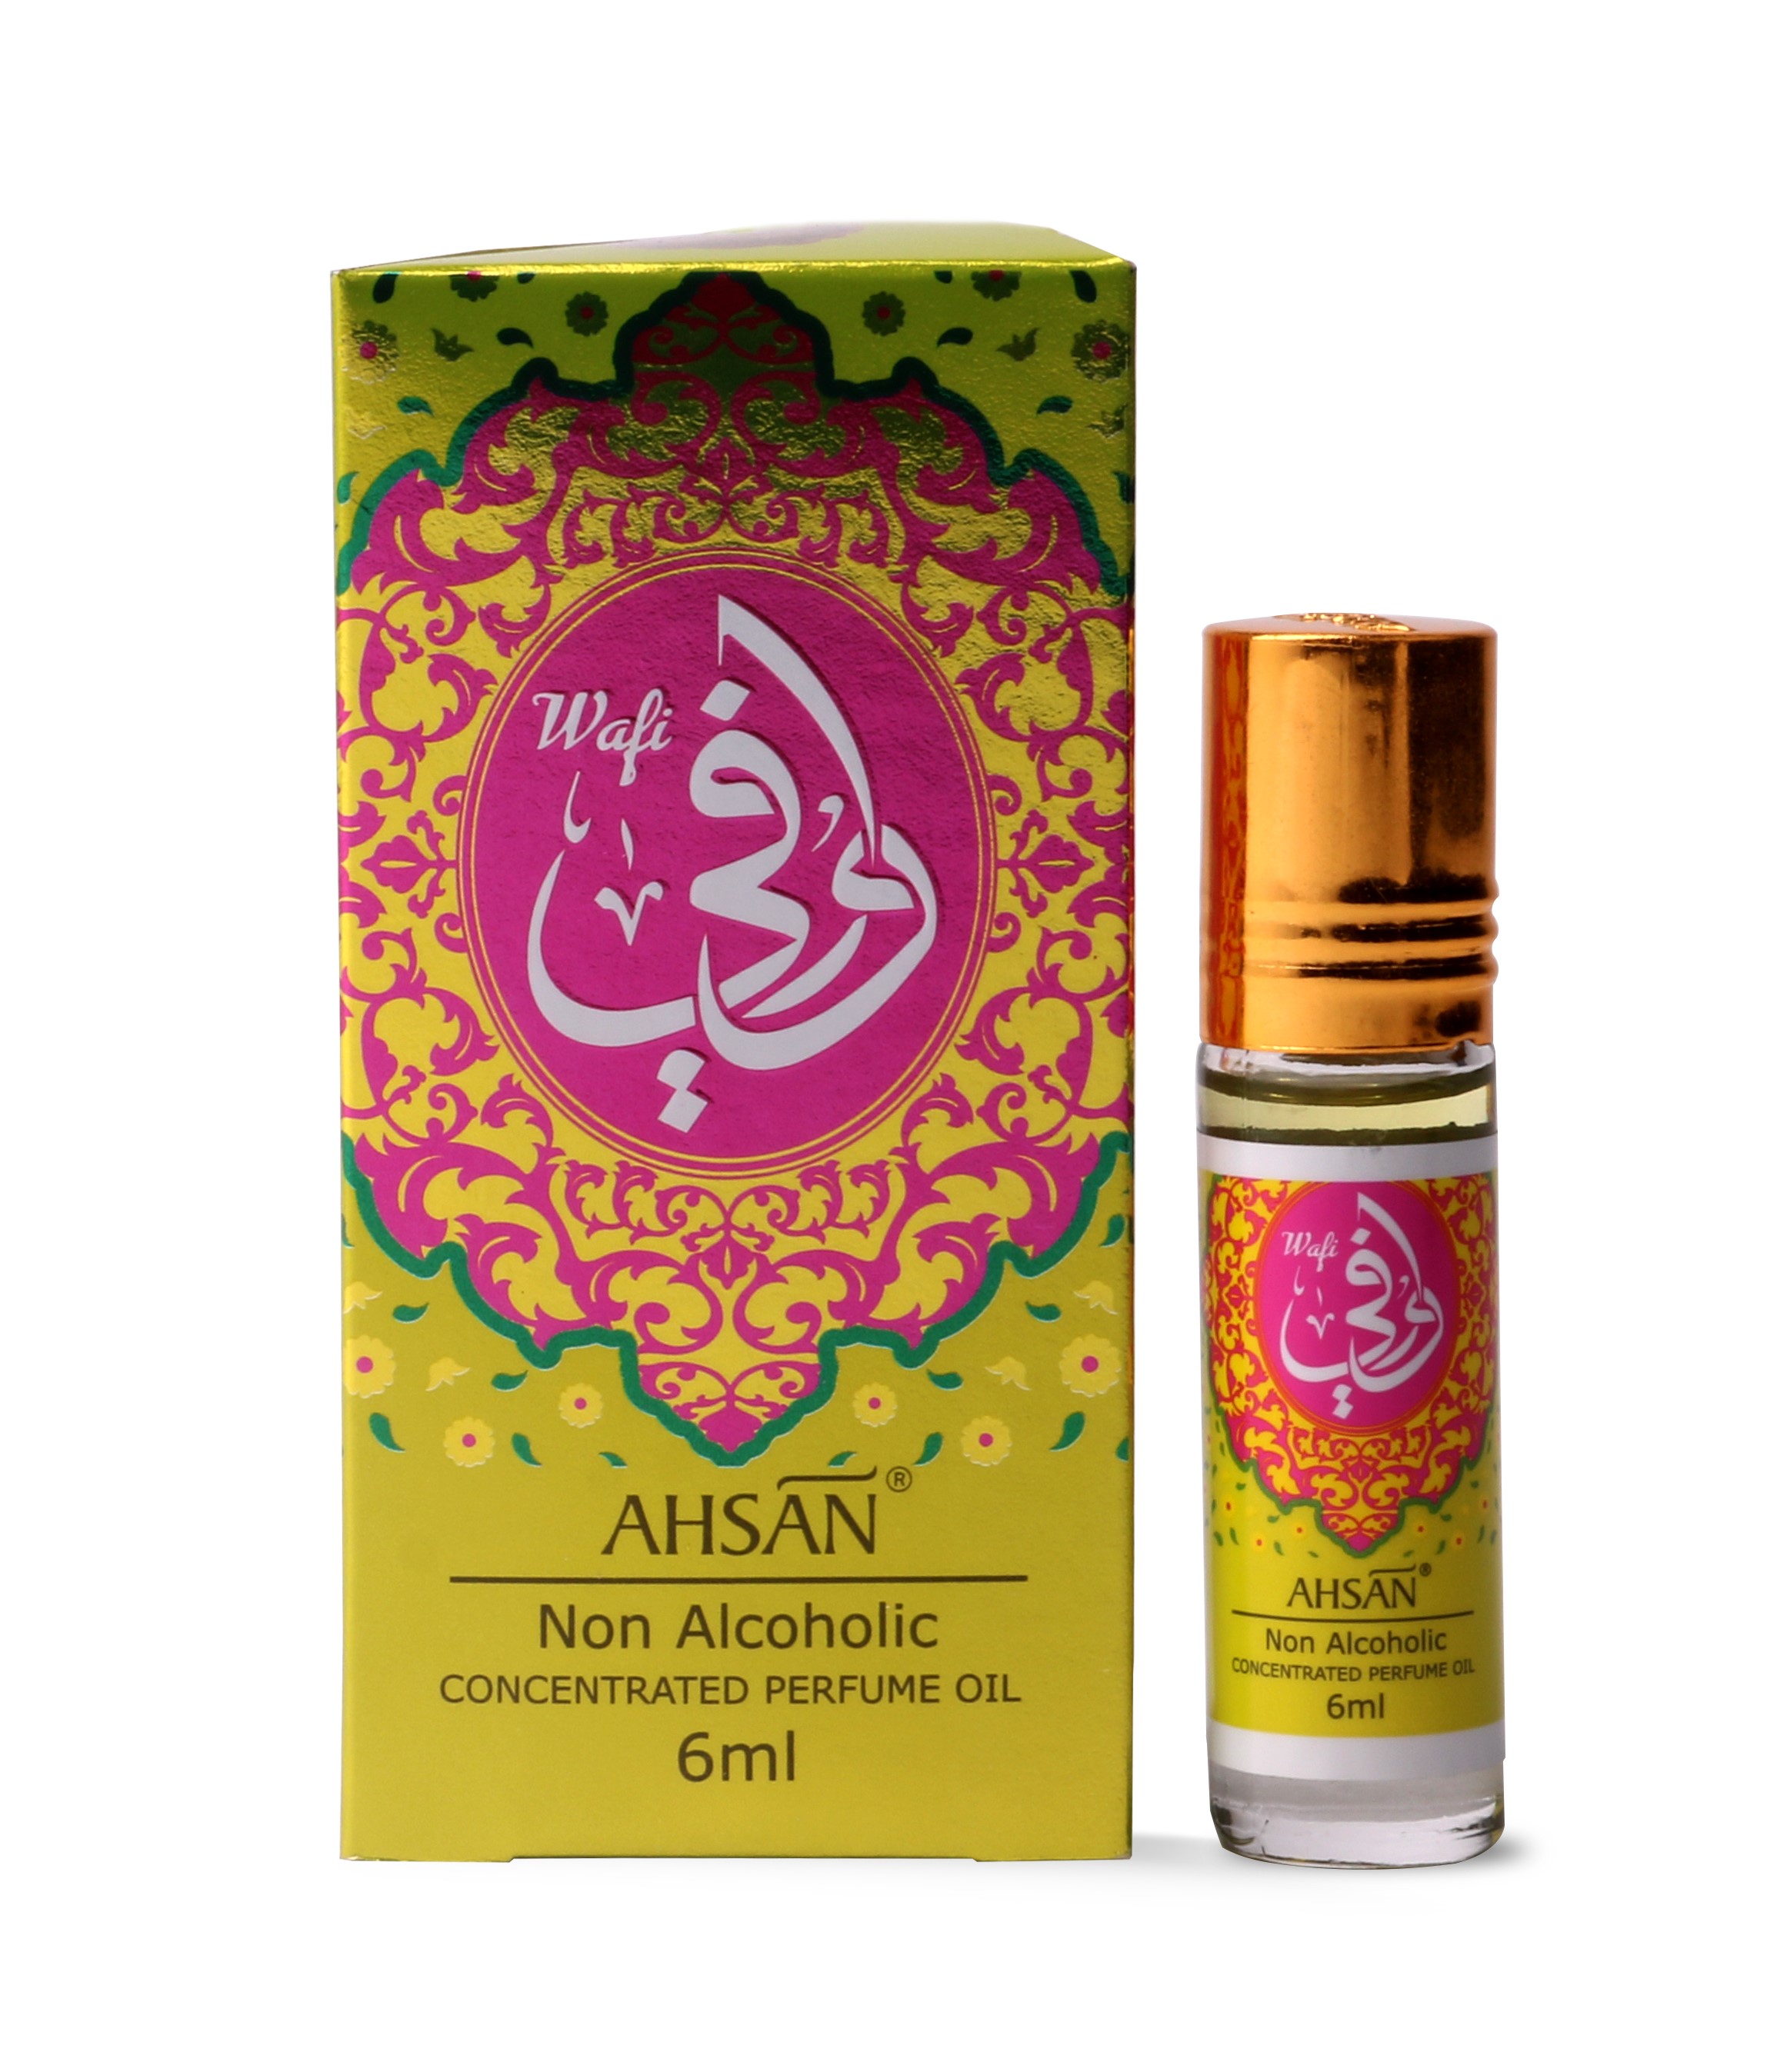 Wafi
وافي
AHSAN®
Non Alcoholic
CONCENTRATED PERFUME OIL
6ml
Wafi
وافي
AHSAN®
Non Alcoholic
CONCENTRATED PERFUME OIL
6ml